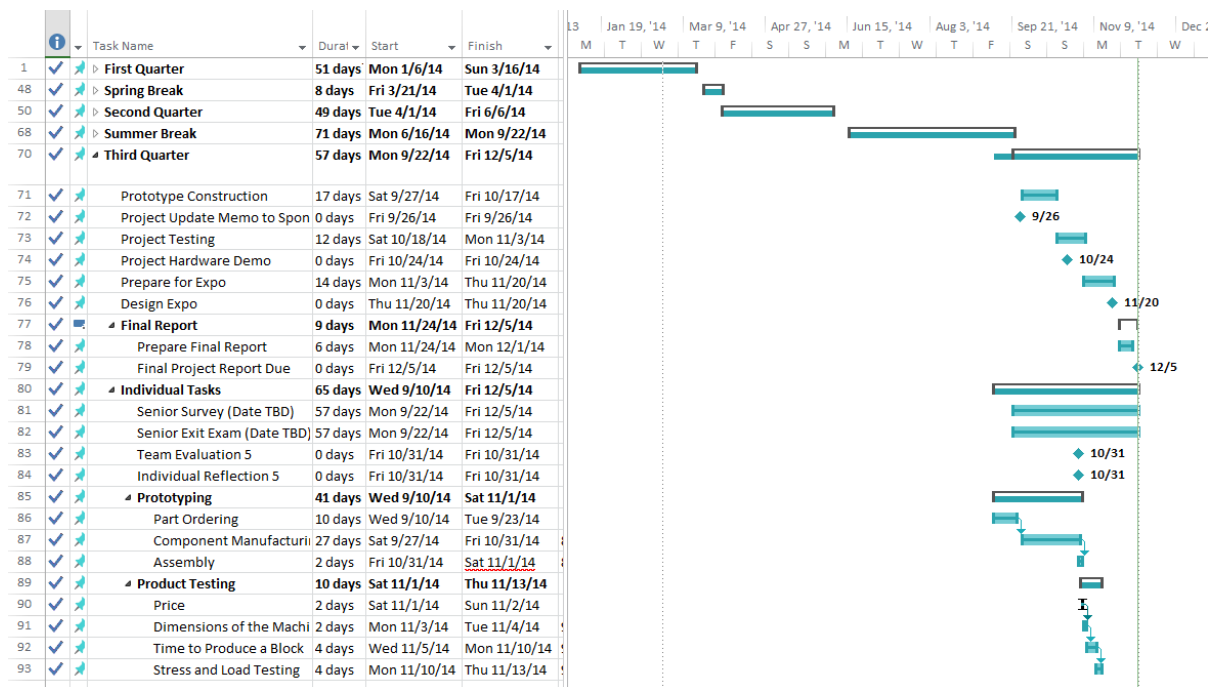 13 Jan 19, '14 Mar 9, '14 Apr 27, '14 Jun 15, '14 Aug 3, '14 Sep 21, '14 Nov 9, '14 Dec 2
Task Name Durat Start Finish M T W T F S S M T W T F S S M T W
1 First Quarter 51 days Mon 1/6/14 Sun 3/16/14
48 Spring Break 8 days Fri 3/21/14 Tue 4/1/14
50 Second Quarter 49 days Tue 4/1/14 Fri 6/6/14
68 Summer Break 71 days Mon 6/16/14 Mon 9/22/14
70 Third Quarter 57 days Mon 9/22/14 Fri 12/5/14
71 Prototype Construction 17 days Sat 9/27/14 Fri 10/17/14
72 Project Update Memo to Spon 0 days Fri 9/26/14 Fri 9/26/14 9/26
73 Project Testing 12 days Sat 10/18/14 Mon 11/3/14
74 Project Hardware Demo 0 days Fri 10/24/14 Fri 10/24/14 10/24
75 Prepare for Expo 14 days Mon 11/3/14 Thu 11/20/14
76 Design Expo 0 days Thu 11/20/14 Thu 11/20/14 11/20
77 Final Report 9 days Mon 11/24/14 Fri 12/5/14
78 Prepare Final Report 6 days Mon 11/24/14 Mon 12/1/14
79 Final Project Report Due 0 days Fri 12/5/14 Fri 12/5/14 12/5
80 Individual Tasks 65 days Wed 9/10/14 Fri 12/5/14
81 Senior Survey (Date TBD) 57 days Mon 9/22/14 Fri 12/5/14
82 Senior Exit Exam (Date TBD) 57 days Mon 9/22/14 Fri 12/5/14
83 Team Evaluation 5 0 days Fri 10/31/14 Fri 10/31/14 10/31
84 Individual Reflection 5 0 days Fri 10/31/14 Fri 10/31/14 10/31
85 Prototyping 41 days Wed 9/10/14 Sat 11/1/14
86 Part Ordering 10 days Wed 9/10/14 Tue 9/23/14
87 Component Manufacturi 27 days Sat 9/27/14 Fri 10/31/14
88 Assembly 2 days Fri 10/31/14 Sat 11/1/14
89 Product Testing 10 days Sat 11/1/14 Thu 11/13/14
90 Price 2 days Sat 11/1/14 Sun 11/2/14
91 Dimensions of the Machi 2 days Mon 11/3/14 Tue 11/4/14
92 Time to Produce a Block 4 days Wed 11/5/14 Mon 11/10/14
93 Stress and Load Testing 4 days Mon 11/10/14 Thu 11/13/14